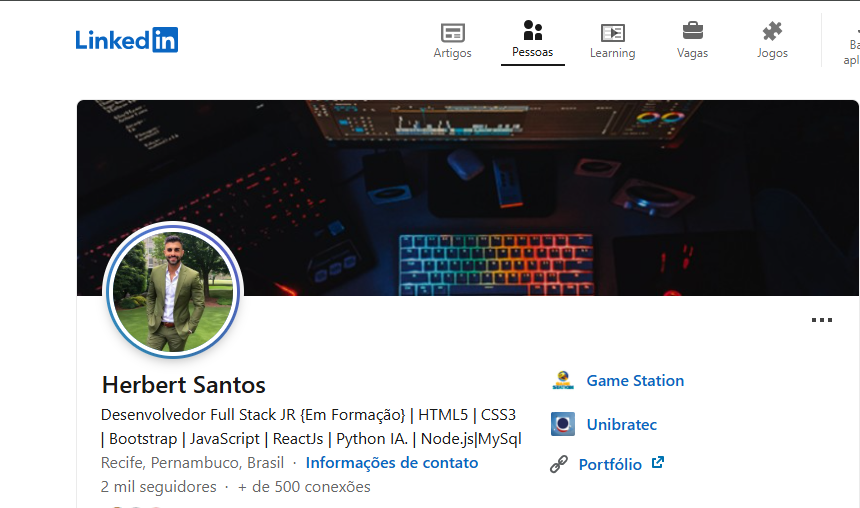 LinkedIn
Artigos
Pessoas
Learning
Vagas
Jogos
Herbert Santos
Desenvolvedor Full Stack JR {Em Formação} | HTML5 | CSS3
| Bootstrap | JavaScript | ReactJs | Python IA. | Node.js|MySql
Recife, Pernambuco, Brasil · Informações de contato
2 mil seguidores · + de 500 conexões
Game Station
Unibratec
Portfólio